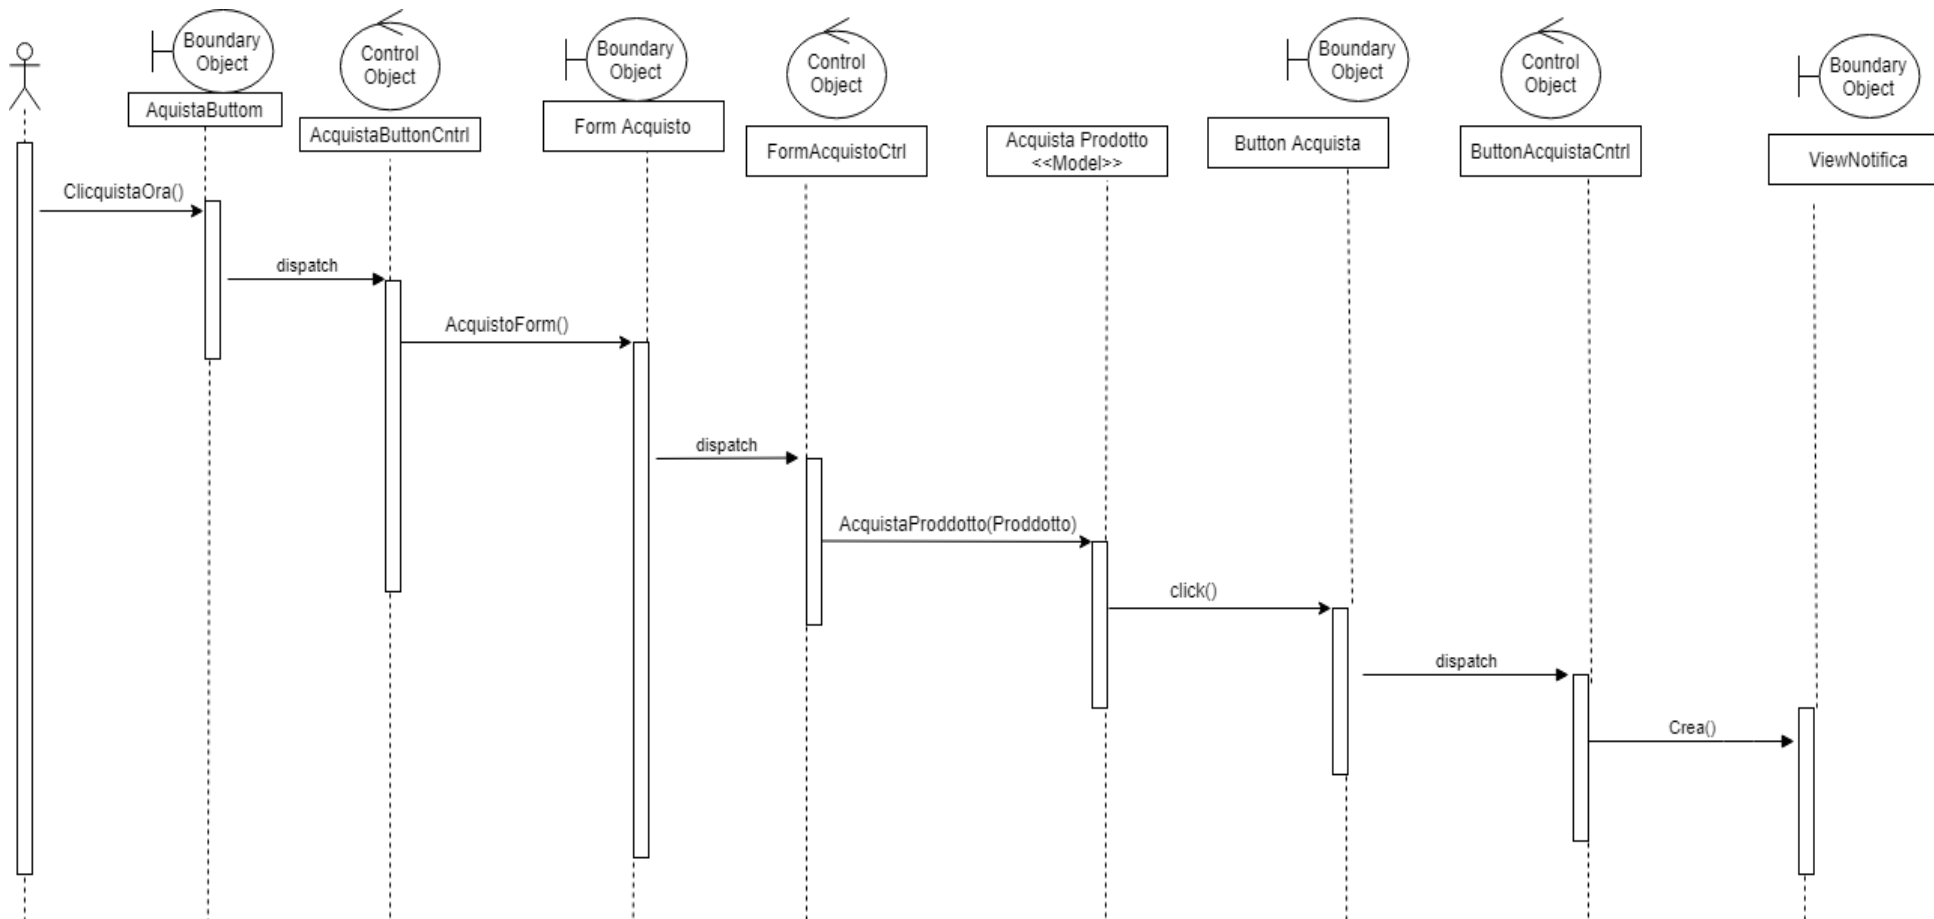 Boundary
Object
AquistaButtom
Control
Object
AcquistaButtonCntrl
Boundary
Object
Form Acquisto
Control
Object
FormAcquistoCtrl
Acquista Prodotto
<<Model>>
Boundary
Object
Button Acquista
Control
Object
ButtonAcquistaCntrl
Boundary
Object
ViewNotifica
ClicquistaOra()
dispatch
AcquistoForm()
dispatch
AcquistaProddotto(Proddotto)
click()
dispatch
Crea()